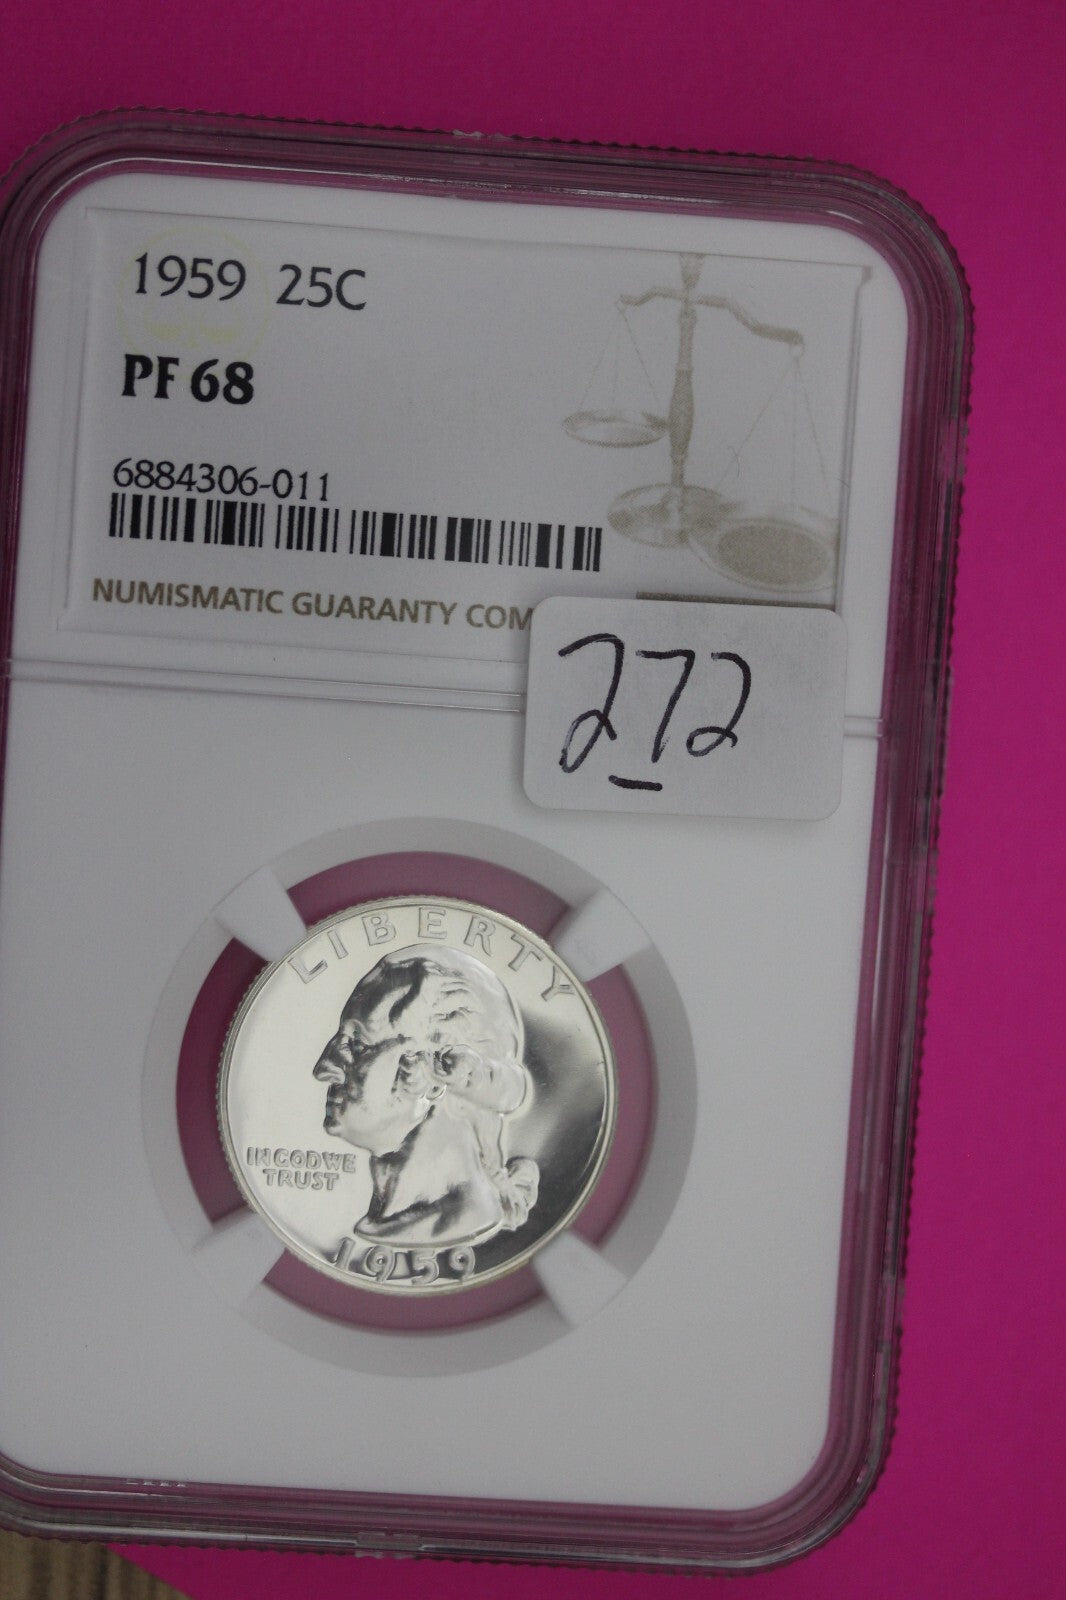 1959 25C
PF 68
6884306-011
NUMISMATIC GUARANTY COM
272
LIBERTY
IN GOD WE
TRUST
1959